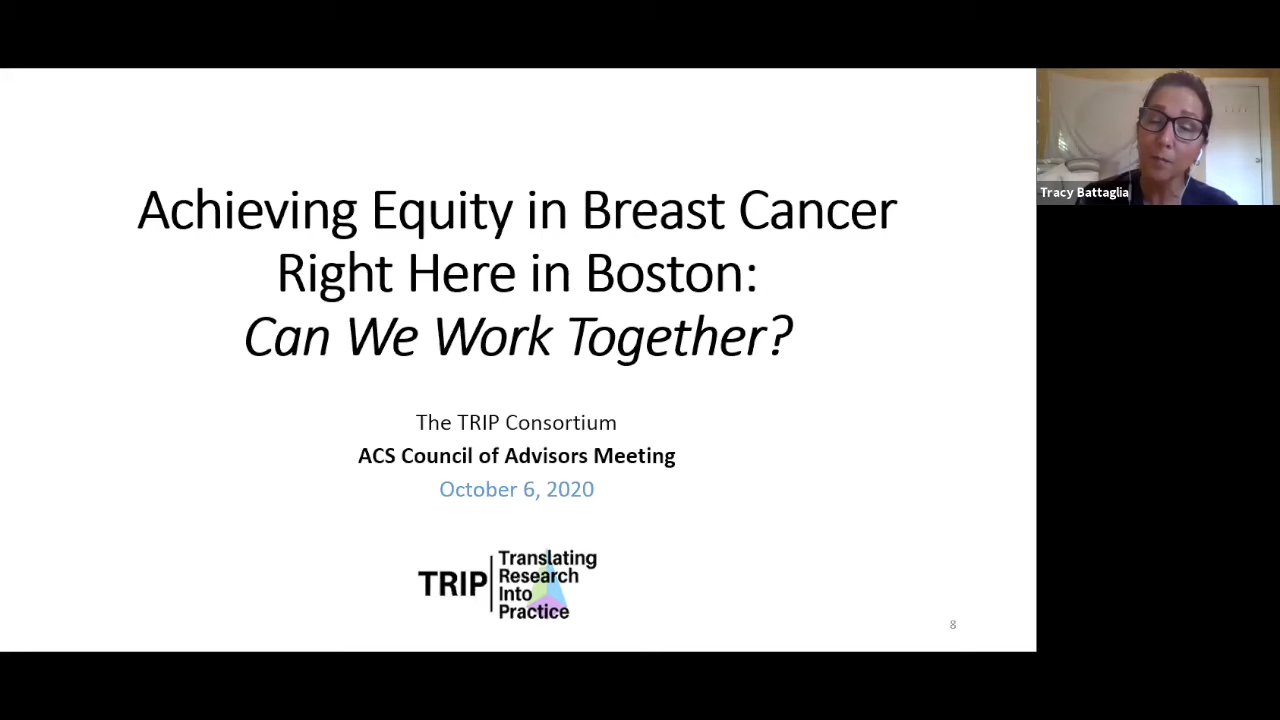 Achieving Equity in Breast Cancer
Right Here in Boston:
Can We Work Together?
The TRIP Consortium
ACS Council of Advisors Meeting
October 6, 2020
TRIP
Translating
Research
Into
Practice
8
Tracy Battaglia